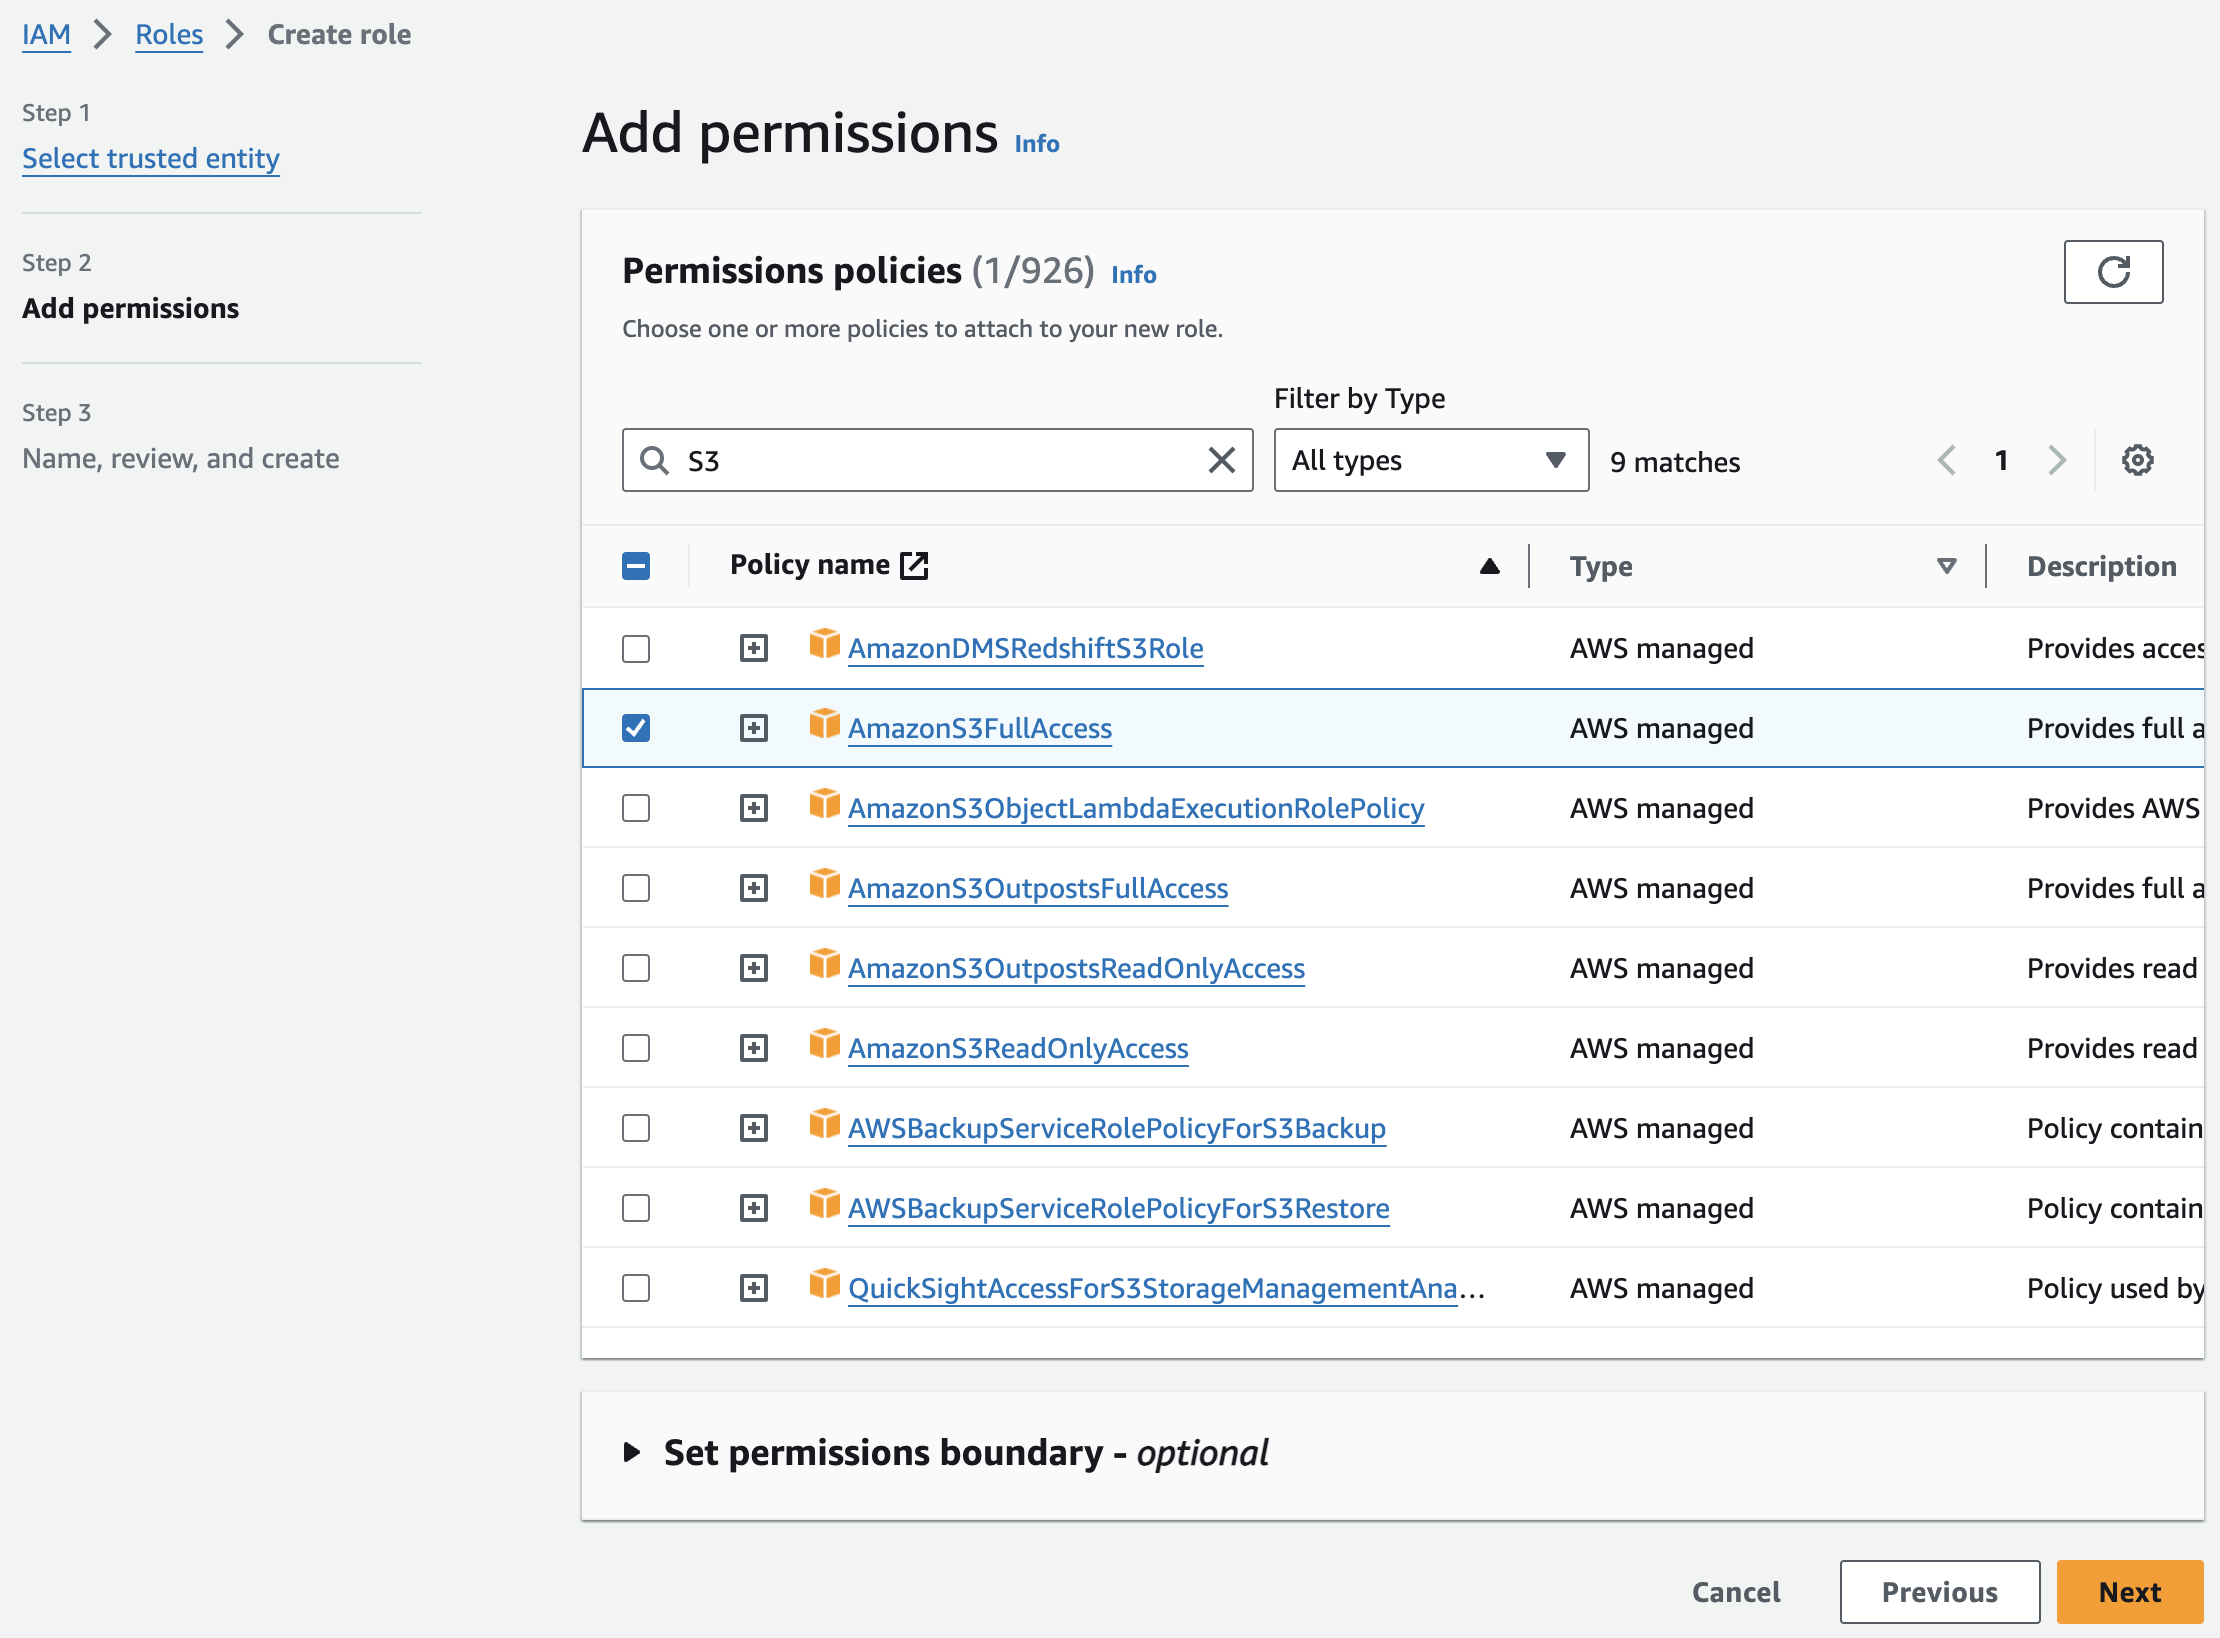 IAM > Roles > Create role
Step 1
Select trusted entity
Step 2
Add permissions
Step 3
Name, review, and create
Add permissions Info
Permissions policies (1/926) Info
Choose one or more policies to attach to your new role.
Filter by Type
S3 All types 9 matches 1
Policy name Type Description
AmazonDMSRedshiftS3Role AWS managed Provides acces
AmazonS3FullAccess AWS managed Provides full a
AmazonS3ObjectLambdaExecutionRolePolicy AWS managed Provides AWS
AmazonS3OutpostsFullAccess AWS managed Provides full a
AmazonS3OutpostsReadOnlyAccess AWS managed Provides read
AmazonS3ReadOnlyAccess AWS managed Provides read
AWSBackupServiceRolePolicyForS3Backup AWS managed Policy contain
AWSBackupServiceRolePolicyForS3Restore AWS managed Policy contain
QuickSightAccessForS3StorageManagementAna... AWS managed Policy used by
Set permissions boundary - optional
Cancel Previous Next